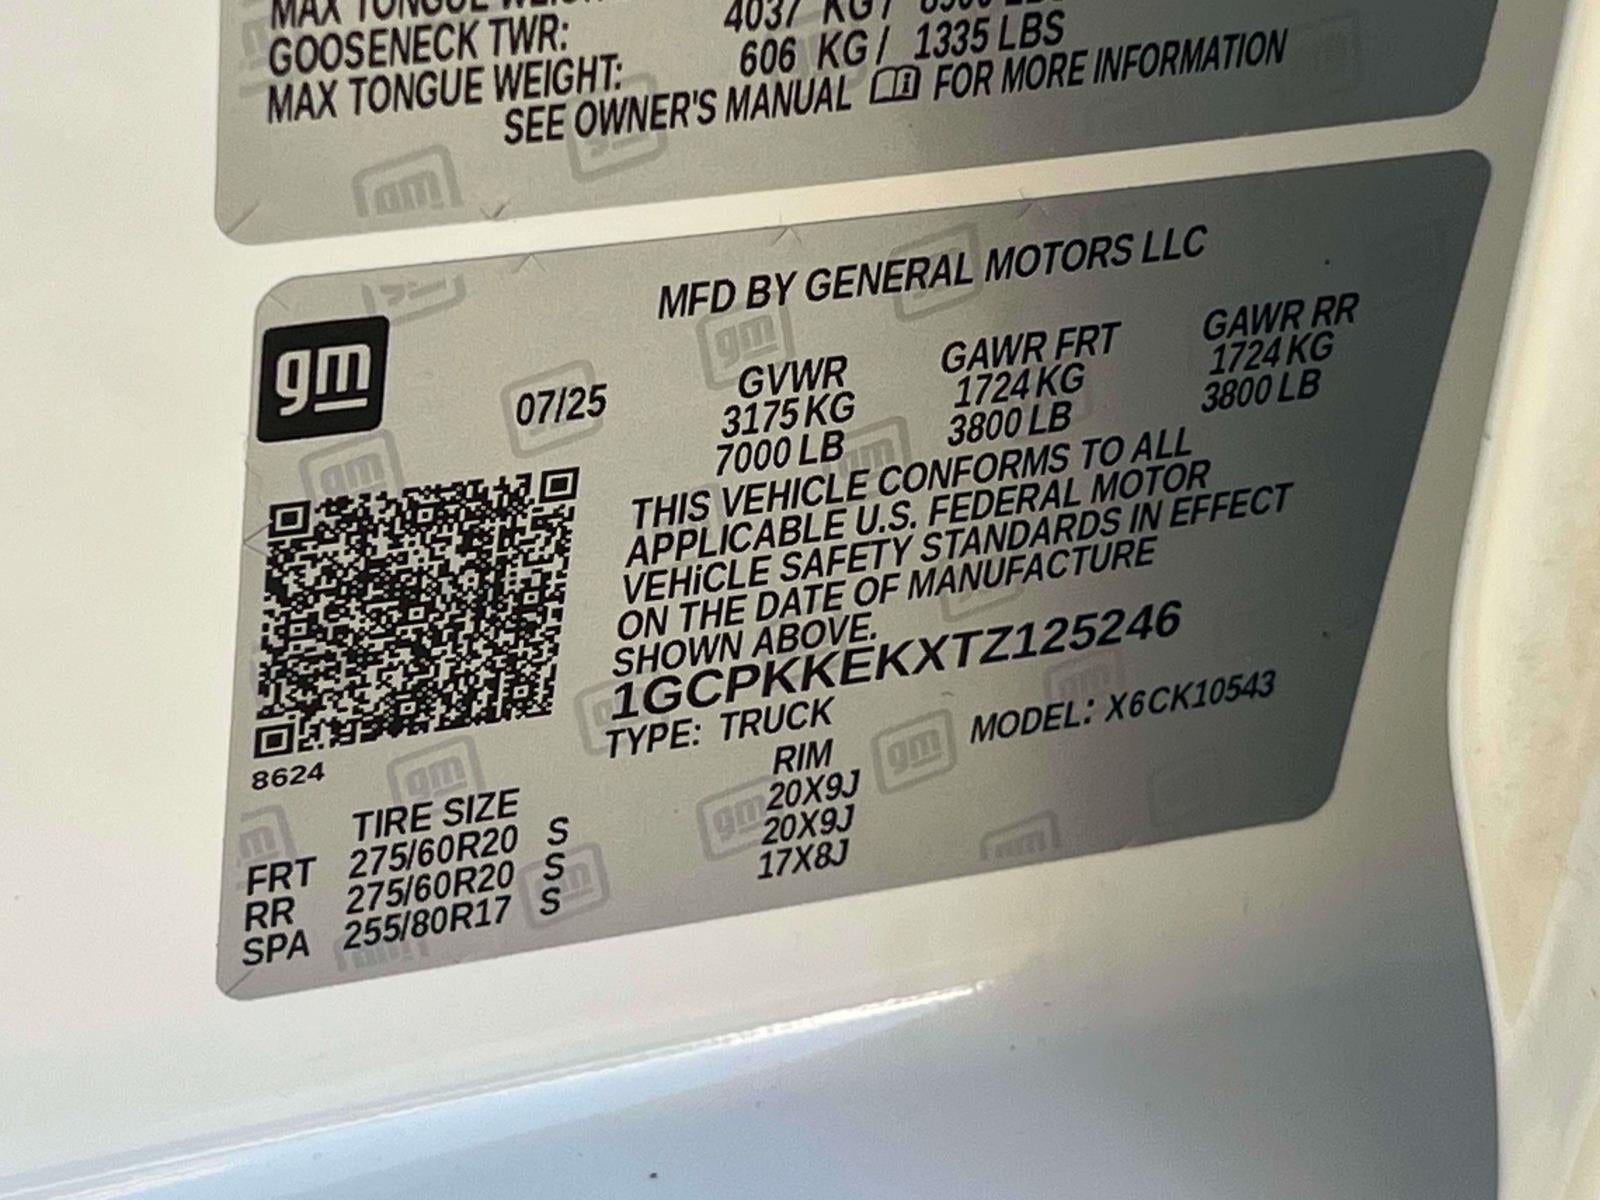 MAX TONGUE
GOOSENECK TWR: 4037 KG/
MAX TONGUE WEIGHT: 606 KG/ 1335 LBS
SEE OWNER'S MANUAL FOR MORE INFORMATION
MFD BY GENERAL MOTORS LLC
gm
07/25
GVWR GAWR FRT GAWR RR
3175 KG 1724 KG 1724 KG
7000 LB 3800 LB 3800 LB
THIS VEHICLE CONFORMS TO ALL
APPLICABLE U.S. FEDERAL MOTOR
VEHiCLE SAFETY STANDARDS IN EFFECT
ON THE DATE OF MANUFACTURE
SHOWN ABOVE.
1GCPKKEKXTZ125246
TYPE: TRUCK MODEL: X6CK10543
8624
TIRE SIZE RIM
FRT 275/60R20 S 20X9J
RR 275/60R20 S 20X9J
SPA 255/80R17 S 17X8J